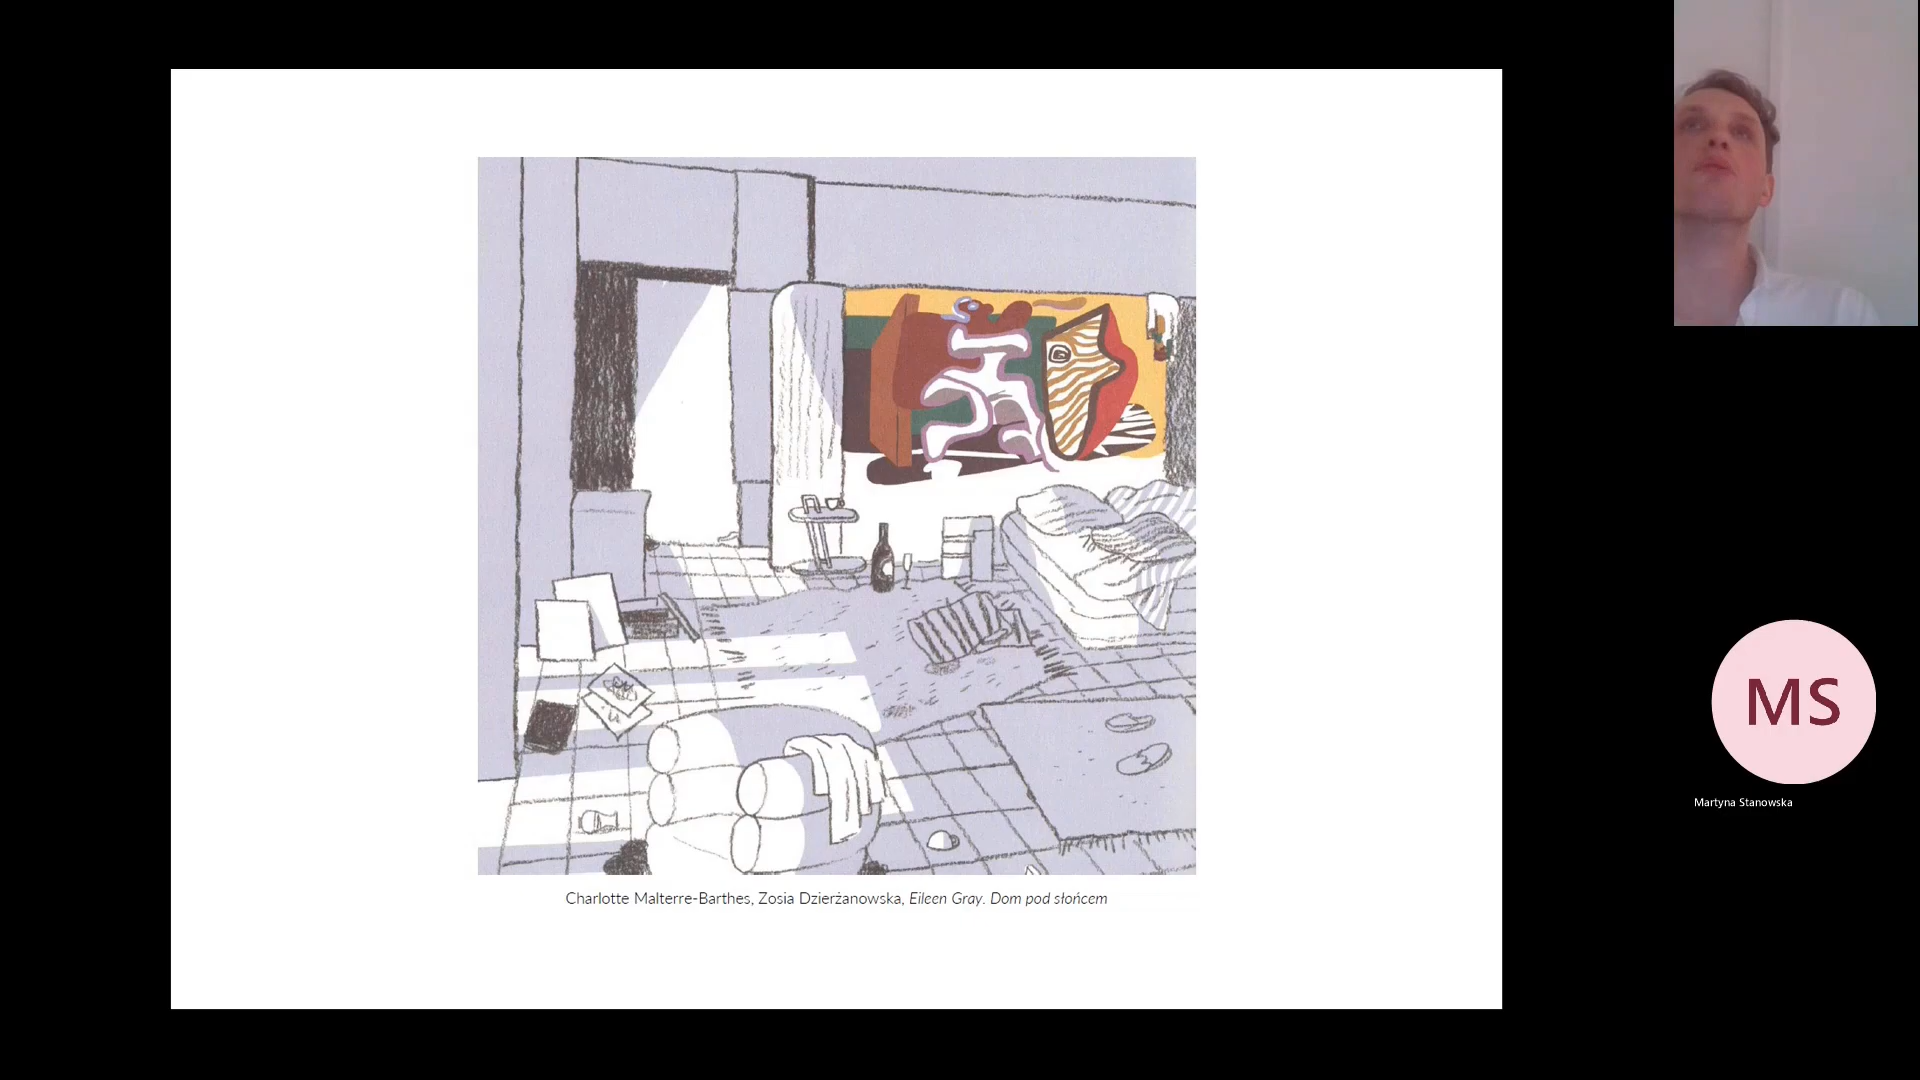 Charlotte Malterre-Barthes, Zosia Dzierżanowska, Eileen Gray. Dom pod słońcem
MS
Martyna Stanowska